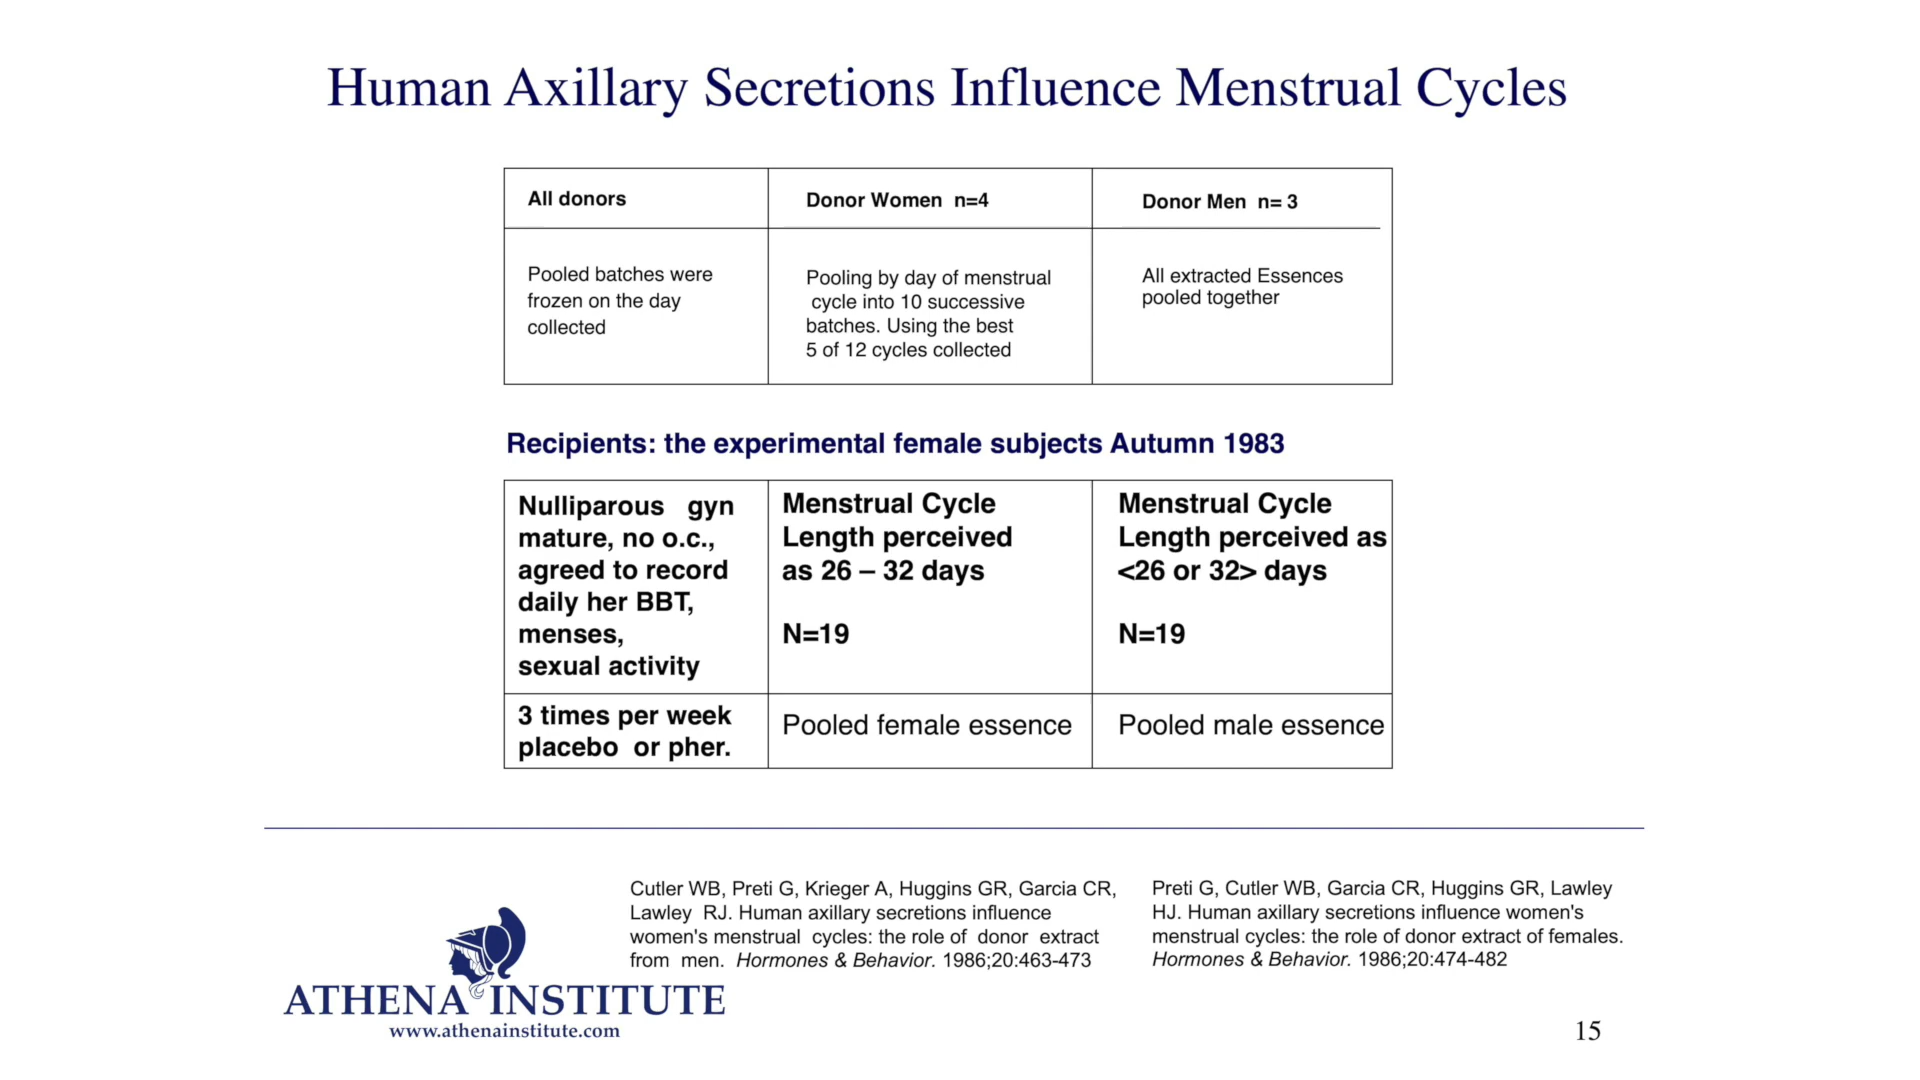 Human Axillary Secretions Influence Menstrual Cycles
All donors
Donor Women  n=4
Donor Men  n= 3
Pooled batches were
frozen on the day
collected
Pooling by day of menstrual
cycle into 10 successive
batches. Using the best
5 of 12 cycles collected
All extracted Essences
pooled together
Recipients: the experimental female subjects Autumn 1983
Nulliparous   gyn
mature, no o.c.,
agreed to record
daily her BBT,
menses,
sexual activity
Menstrual Cycle
Length perceived
as 26 – 32 days
N=19
Menstrual Cycle
Length perceived as
<26 or 32> days
N=19
3 times per week
placebo  or pher.
Pooled female essence
Pooled male essence
Cutler WB, Preti G, Krieger A, Huggins GR, Garcia CR,
Lawley  RJ. Human axillary secretions influence
women's menstrual  cycles: the role of  donor  extract
from  men.  Hormones & Behavior. 1986;20:463-473
Preti G, Cutler WB, Garcia CR, Huggins GR, Lawley
HJ. Human axillary secretions influence women's
menstrual cycles: the role of donor extract of females.
Hormones & Behavior. 1986;20:474-482
ATHENA INSTITUTE
www.athenainstitute.com
15